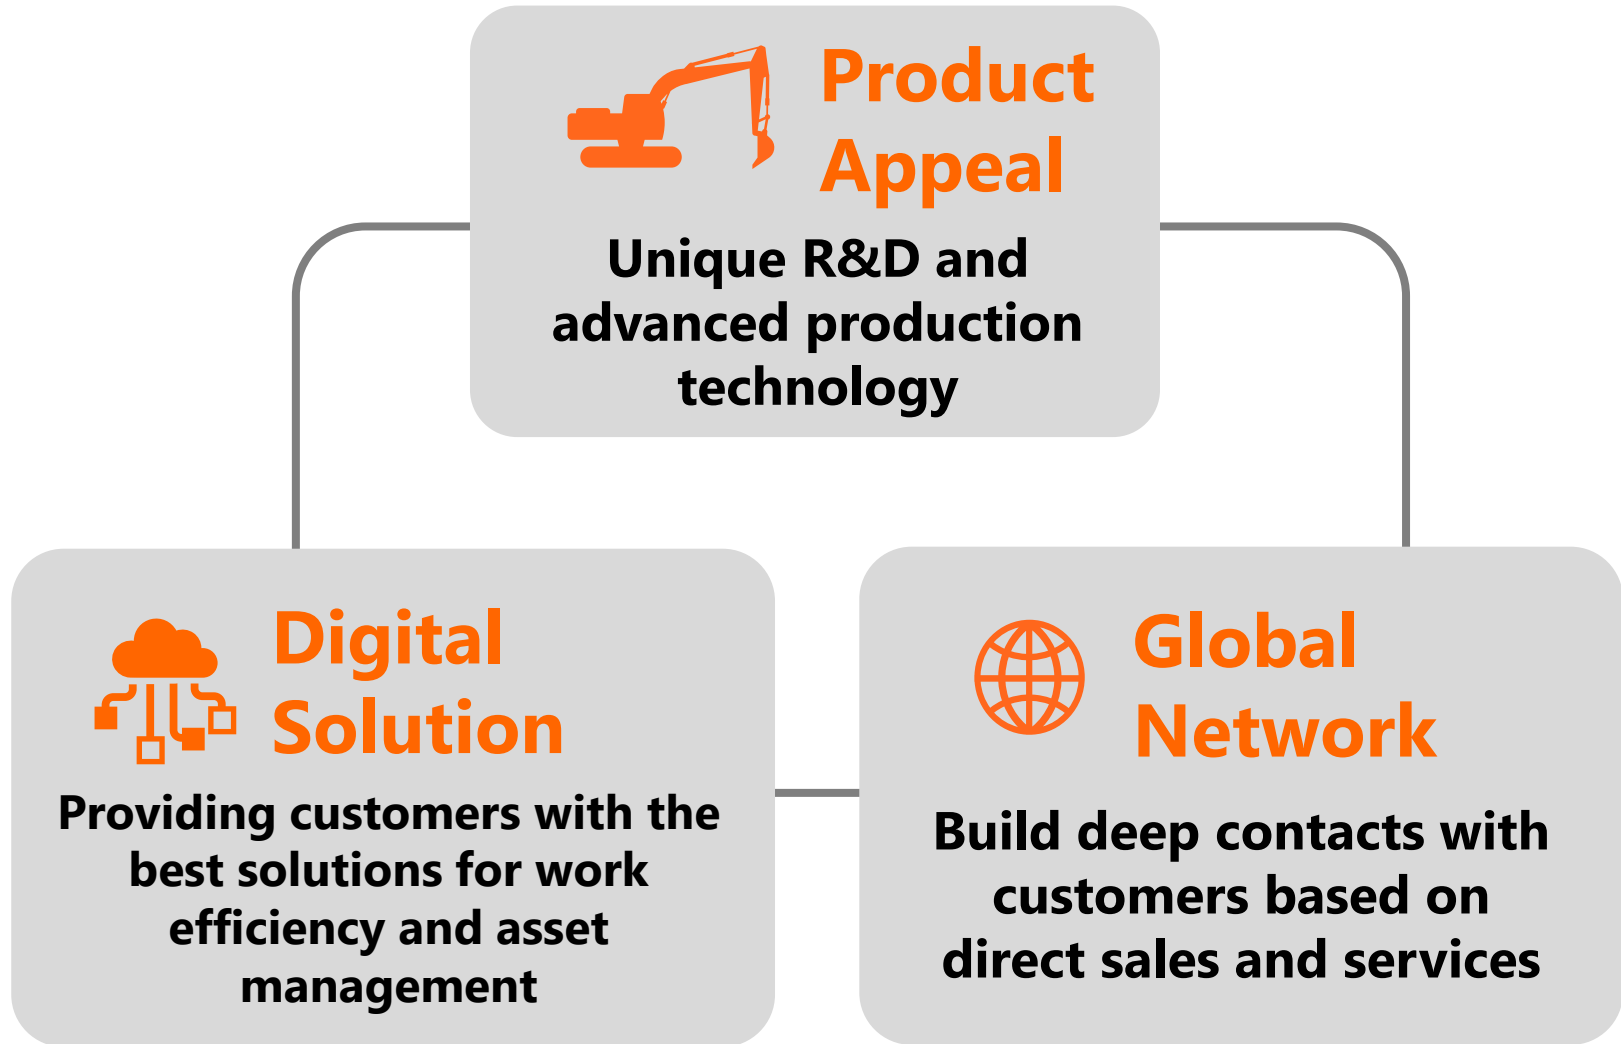 Product
Appeal
Unique R&D and
advanced production
technology
Digital
Solution
Providing customers with the
best solutions for work
efficiency and asset
management
Global
Network
Build deep contacts with
customers based on
direct sales and services